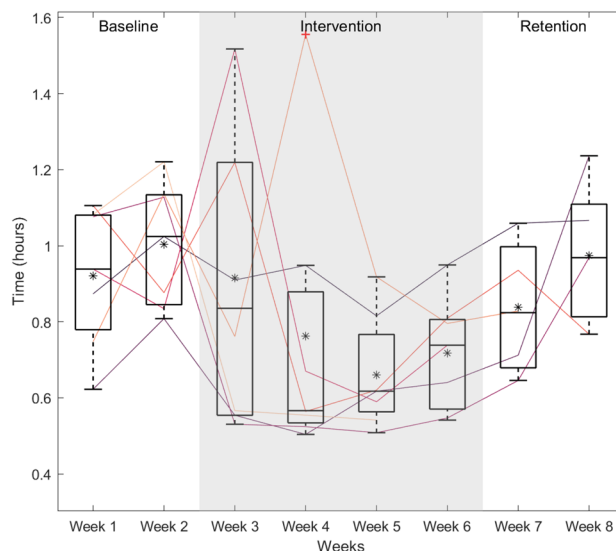 Baseline Intervention Retention
1.6
1.4
1.2
1
0.8
0.6
0.4
Time (hours)
Week 1 Week 2 Week 3 Week 4 Week 5 Week 6 Week 7 Week 8
Weeks